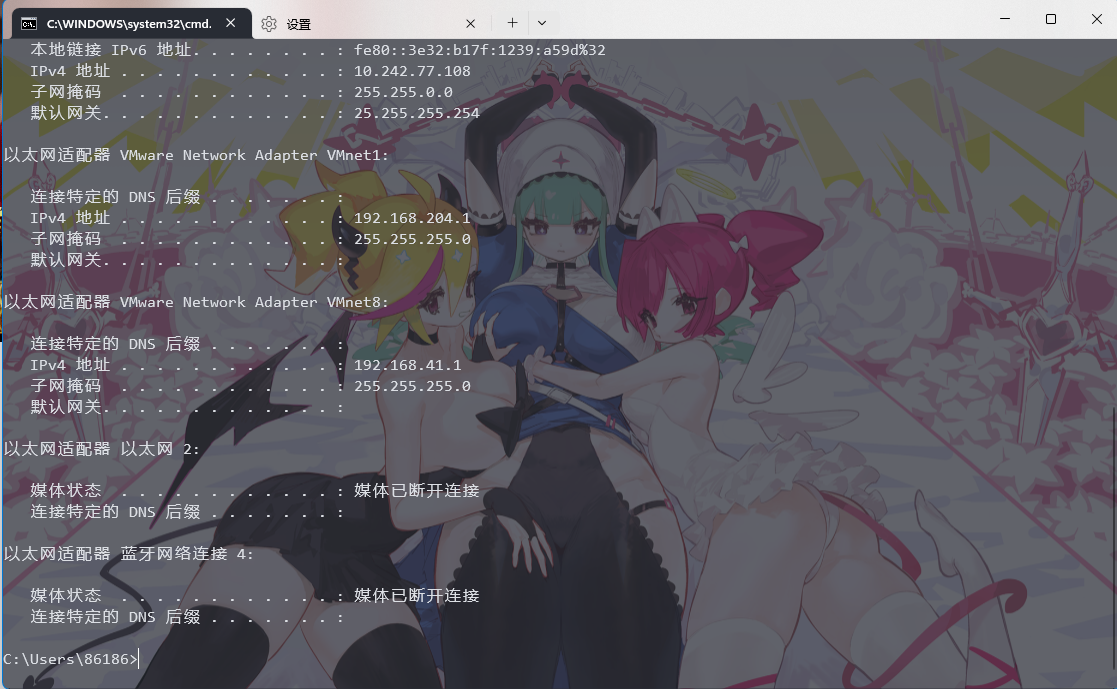 C:\WINDOWS\system32\cmd.
设置
本地链接 IPv6 地址. . . . . . . . : fe80::3e32:b17f:1239:a59d%32
IPv4 地址 . . . . . . . . . . . . : 10.242.77.108
子网掩码  . . . . . . . . . . . . : 255.255.0.0
默认网关. . . . . . . . . . . . . : 25.255.255.254
以太网适配器 VMware Network Adapter VMnet1:
连接特定的 DNS 后缀 . . . . . . . :
IPv4 地址 . . . . . . . . . . . . : 192.168.204.1
子网掩码  . . . . . . . . . . . . : 255.255.255.0
默认网关. . . . . . . . . . . . . :
以太网适配器 VMware Network Adapter VMnet8:
连接特定的 DNS 后缀 . . . . . . . :
IPv4 地址 . . . . . . . . . . . . : 192.168.41.1
子网掩码  . . . . . . . . . . . . : 255.255.255.0
默认网关. . . . . . . . . . . . . :
以太网适配器 以太网 2:
媒体状态  . . . . . . . . . . . . : 媒体已断开连接
连接特定的 DNS 后缀 . . . . . . . :
以太网适配器 蓝牙网络连接 4:
媒体状态  . . . . . . . . . . . . : 媒体已断开连接
连接特定的 DNS 后缀 . . . . . . . :
C:\Users\86186>